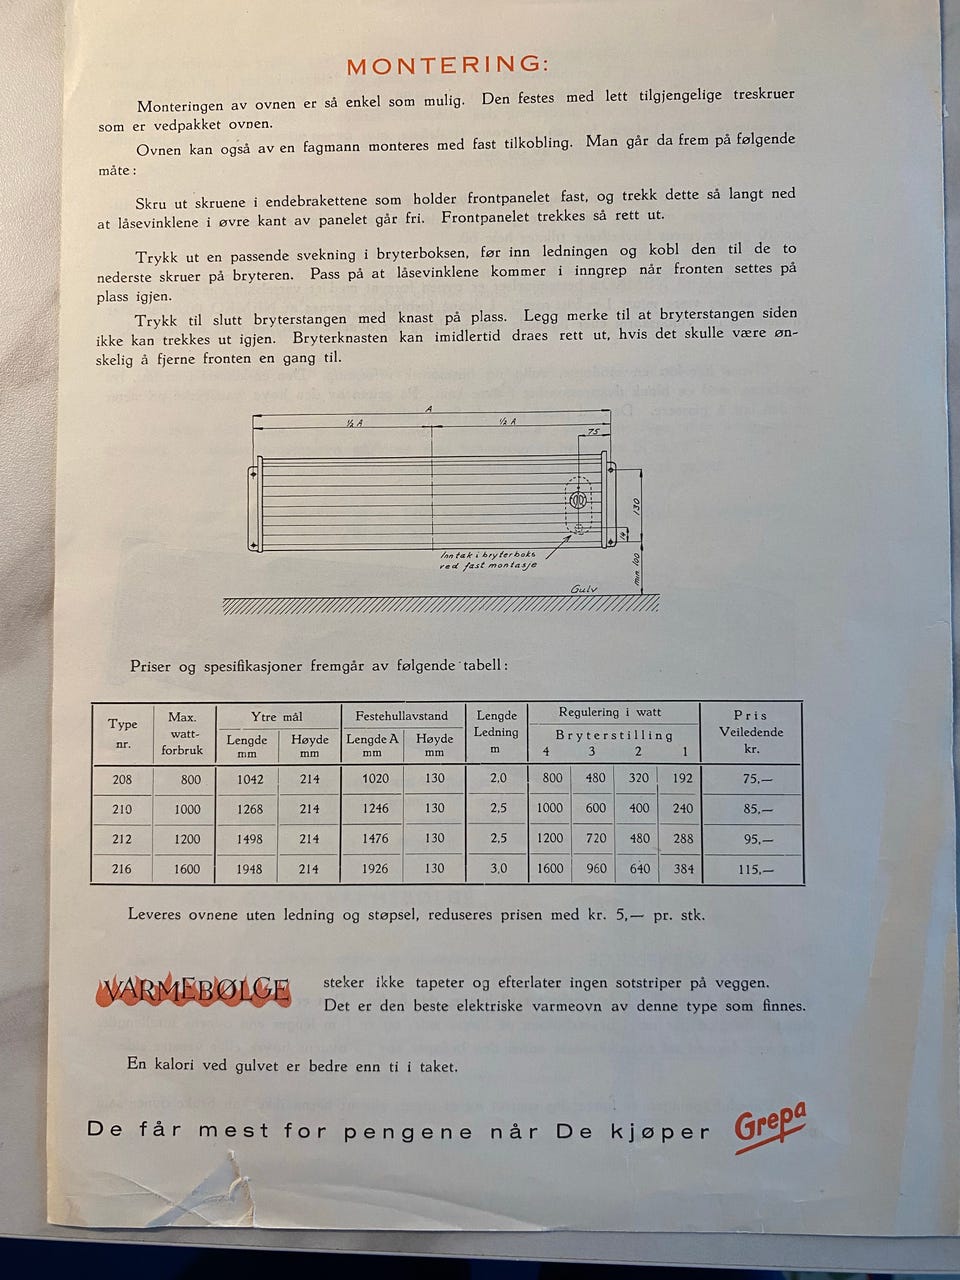 MONTERING:
Monteringen av ovnen er så enkel som mulig. Den festes med lett tilgjengelige treskruer
som er vedpakket ovnen.
Ovnen kan også av en fagmann monteres med fast tilkobling. Man går da frem på følgende
måte:
Skru ut skruene i endebrakettene som holder frontpanelet fast, og trekk dette så langt ned
at låsevinklene i øvre kant av panelet går fri. Frontpanelet trekkes så rett ut.
Trykk ut en passende svekning i bryterboksen, før inn ledningen og kobl den til de to
nederste skruer på bryteren. Pass på at låsevinklene kommer i inngrep når fronten settes på
plass igjen.
Trykk til slutt bryterstangen med knast på plass. Legg merke til at bryterstangen siden
ikke kan trekkes ut igjen. Bryterknasten kan imidlertid draes rett ut, hvis det skulle være øn-
skelig å fjerne fronten en gang til.
A
½ A ½ A
75
130
14
Inntak i bryterboks
ved fast montasje
min 100
Gulv
Priser og spesifikasjoner fremgår av følgende tabell:
Type nr. Max. watt-forbruk Ytre mål Festehullavstand Lengde Ledning m Regulering i watt Pris Veiledende kr.
Lengde mm Høyde mm Lengde A mm Høyde mm Bryterstilling
4 3 2 1
208 800 1042 214 1020 130 2,0 800 480 320 192 75,—
210 1000 1268 214 1246 130 2,5 1000 600 400 240 85,—
212 1200 1498 214 1476 130 2,5 1200 720 480 288 95,—
216 1600 1948 214 1926 130 3,0 1600 960 640 384 115,—
Leveres ovnene uten ledning og støpsel, reduseres prisen med kr. 5,— pr. stk.
VARMEBØLGE steker ikke tapeter og efterlater ingen sotstriper på veggen.
Det er den beste elektriske varmeovn av denne type som finnes.
En kalori ved gulvet er bedre enn ti i taket.
De får mest for pengene når De kjøper Grepa